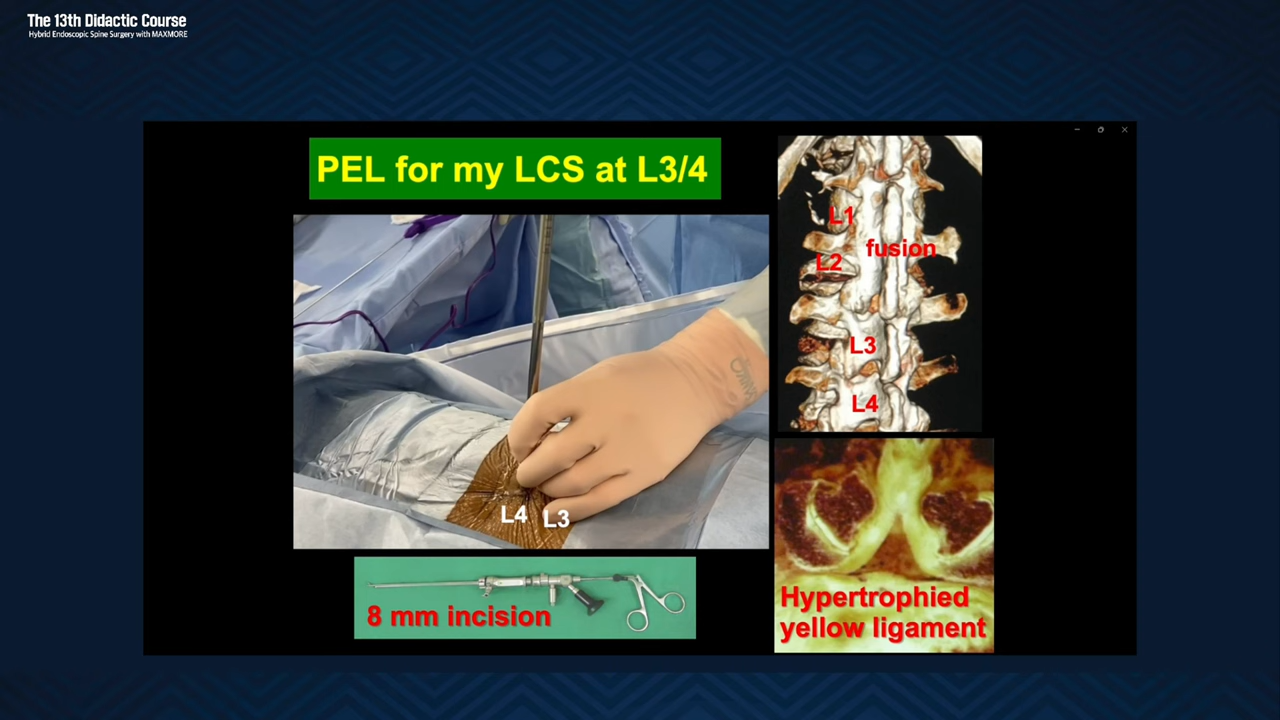 The 13th Didactic Course
Hybrid Endoscopic Spine Surgery with MAXMORE
PEL for my LCS at L3/4
L1
fusion
L2
L3
L4
L4 L3
8 mm incision
Hypertrophied
yellow ligament